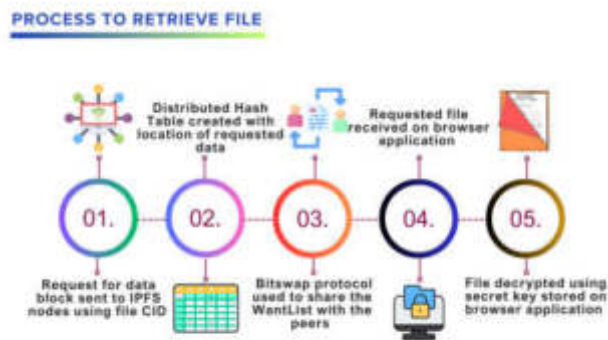 PROCESS TO RETRIEVE FILE
Distributed Hash
Table created with
location of requested
data
Requested file
received on browser
application
01.
02.
03.
04.
05.
Request for data
block sent to IPFS
nodes using file CID
Bitswap protocol
used to share the
WantList with the
peers
File decrypted using
secret key stored on
browser application